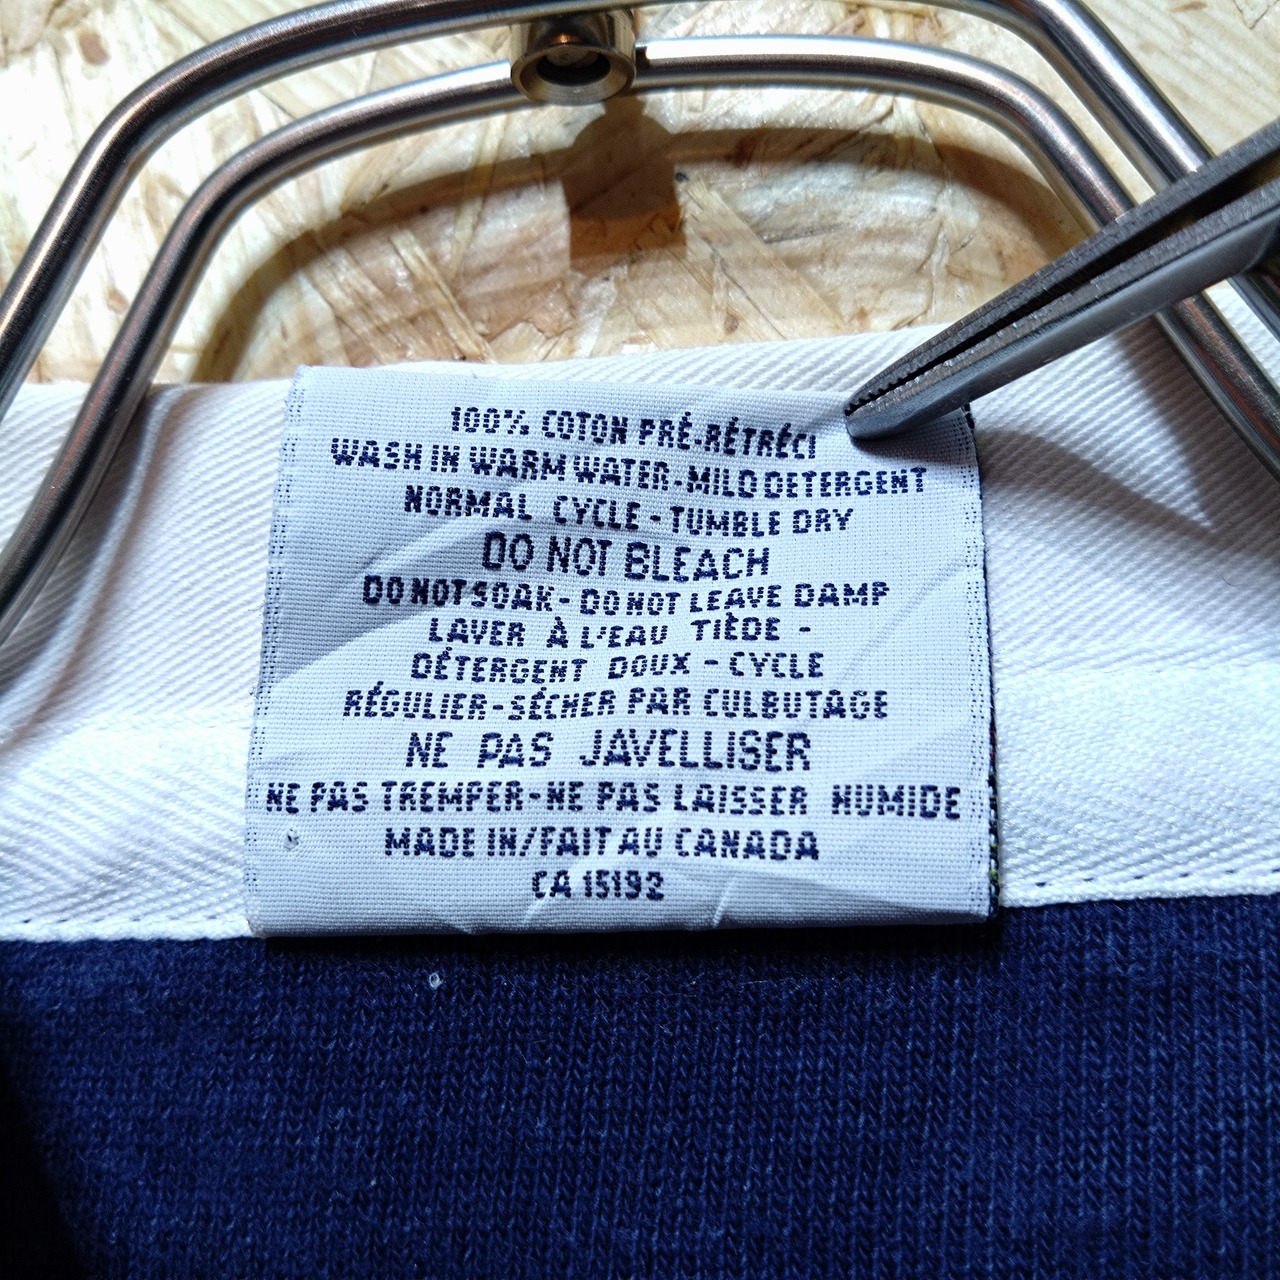 100% COTON PRÉ-RÉTRÉCI
WASH IN WARM WATER-MILD DETERGENT
NORMAL CYCLE - TUMBLE DRY
DO NOT BLEACH
DO NOT SOAK - DO NOT LEAVE DAMP
LAVER À L'EAU TIÈDE -
DÉTERGENT DOUX - CYCLE
RÉGULIER-SÉCHER PAR CULBUTAGE
NE PAS JAVELLISER
NE PAS TREMPER-NE PAS LAISSER HUMIDE
MADE IN/FAIT AU CANADA
CA 15192